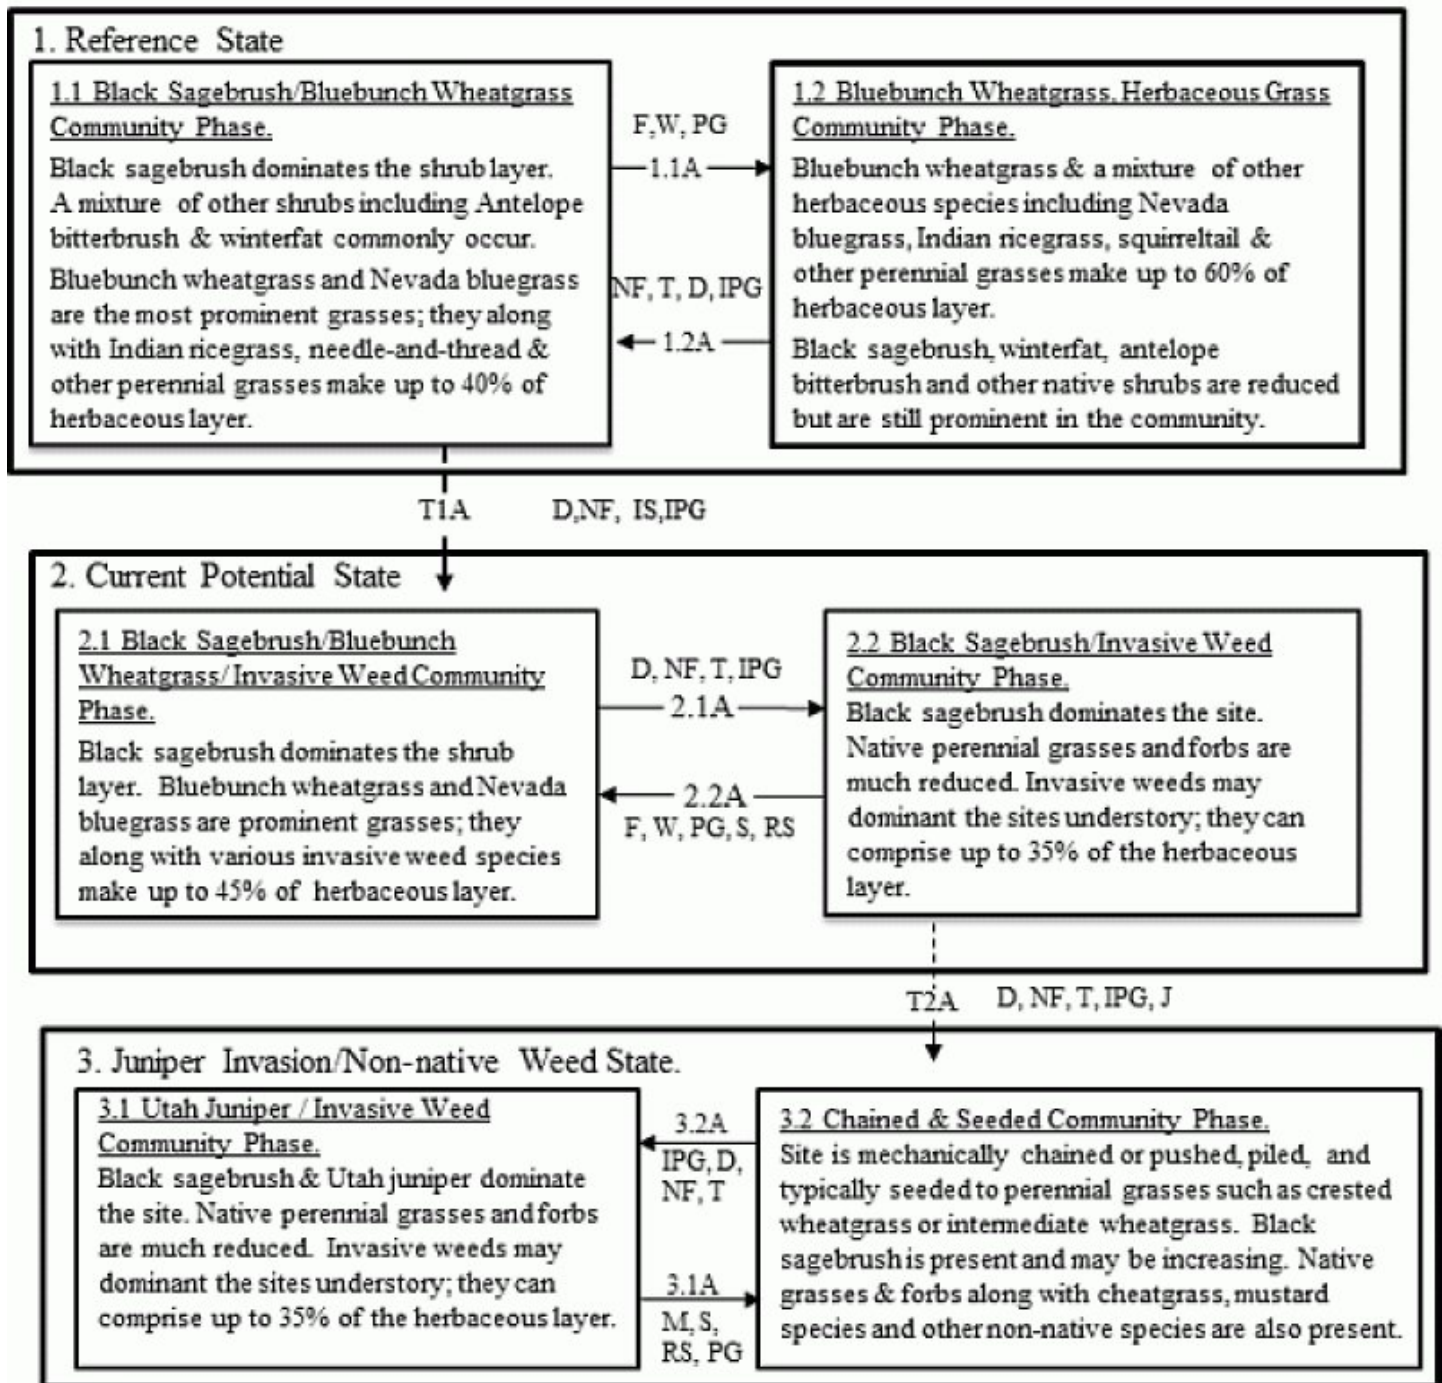 1. Reference State
1.1 Black Sagebrush/Bluebunch Wheatgrass
Community Phase.
Black sagebrush dominates the shrub layer.
A mixture of other shrubs including Antelope
bitterbrush & winterfat commonly occur.
Bluebunch wheatgrass and Nevada bluegrass
are the most prominent grasses; they along
with Indian ricegrass, needle-and-thread &
other perennial grasses make up to 40% of
herbaceous layer.
F,W, PG
1.1A
NF, T, D, IPG
1.2A
1.2 Bluebunch Wheatgrass, Herbaceous Grass
Community Phase.
Bluebunch wheatgrass & a mixture of other
herbaceous species including Nevada
bluegrass, Indian ricegrass, squirreltail &
other perennial grasses make up to 60% of
herbaceous layer.
Black sagebrush, winterfat, antelope
bitterbrush and other native shrubs are reduced
but are still prominent in the community.
T1A
D,NF, IS,IPG
2. Current Potential State
2.1 Black Sagebrush/Bluebunch
Wheatgrass/ Invasive Weed Community
Phase.
Black sagebrush dominates the shrub
layer. Bluebunch wheatgrass and Nevada
bluegrass are prominent grasses; they
along with various invasive weed species
make up to 45% of herbaceous layer.
D, NF, T, IPG
2.1A
2.2A
F, W, PG, S, RS
2.2 Black Sagebrush/Invasive Weed
Community Phase.
Black sagebrush dominates the site.
Native perennial grasses and forbs are
much reduced. Invasive weeds may
dominant the sites understory; they can
comprise up to 35% of the herbaceous
layer.
T2A
D, NF, T, IPG, J
3. Juniper Invasion/Non-native Weed State.
3.1 Utah Juniper / Invasive Weed
Community Phase.
Black sagebrush & Utah juniper dominate
the site. Native perennial grasses and forbs
are much reduced. Invasive weeds may
dominant the sites understory; they can
comprise up to 35% of the herbaceous layer.
3.2A
IPG, D,
NF, T
3.1A
M, S,
RS, PG
3.2 Chained & Seeded Community Phase.
Site is mechanically chained or pushed, piled, and
typically seeded to perennial grasses such as crested
wheatgrass or intermediate wheatgrass. Black
sagebrush is present and may be increasing. Native
grasses & forbs along with cheatgrass, mustard
species and other non-native species are also present.